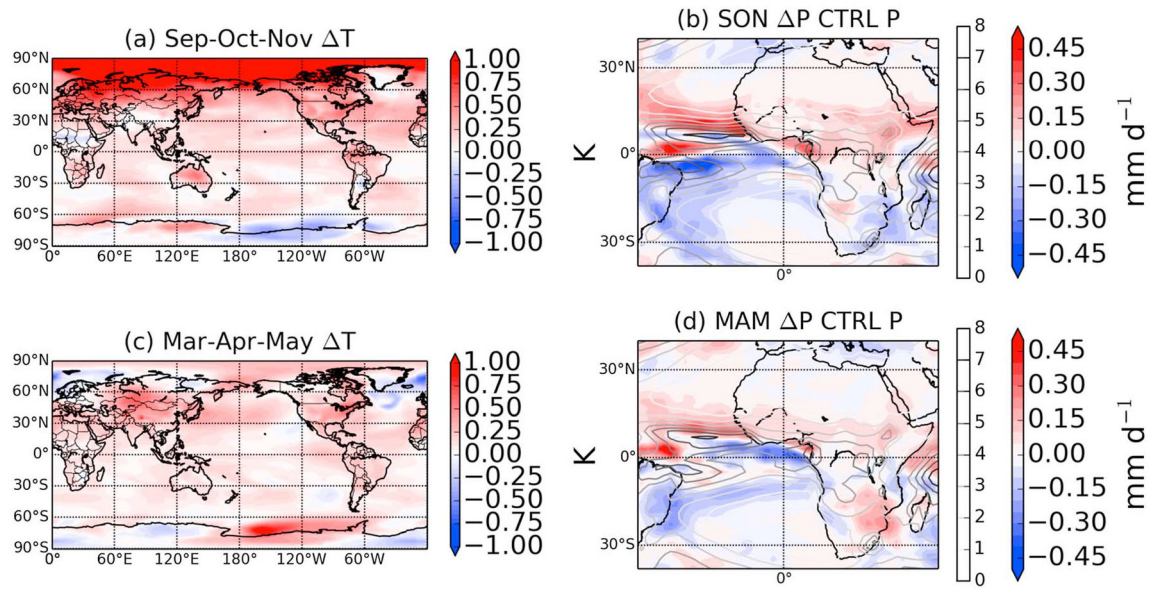 (a) Sep-Oct-Nov ΔT
90°N
60°N
30°N
0°
30°S
60°S
90°S
0° 60°E 120°E 120°W 60°W
1.00
0.75
0.50
0.25
0.00
−0.25
−0.50
−0.75
−1.00
K
(b) SON ΔP CTRL P
30°N
0°
30°S
0°
8
7
6
5
4
3
2
1
0
0.45
0.30
0.15
0.00
−0.15
−0.30
−0.45
mm d⁻¹
(c) Mar-Apr-May ΔT
90°N
60°N
30°N
0°
30°S
60°S
90°S
0° 60°E 120°E 120°W 60°W
1.00
0.75
0.50
0.25
0.00
−0.25
−0.50
−0.75
−1.00
K
(d) MAM ΔP CTRL P
30°N
0°
30°S
0°
8
7
6
5
4
3
2
1
0
0.45
0.30
0.15
0.00
−0.15
−0.30
−0.45
mm d⁻¹